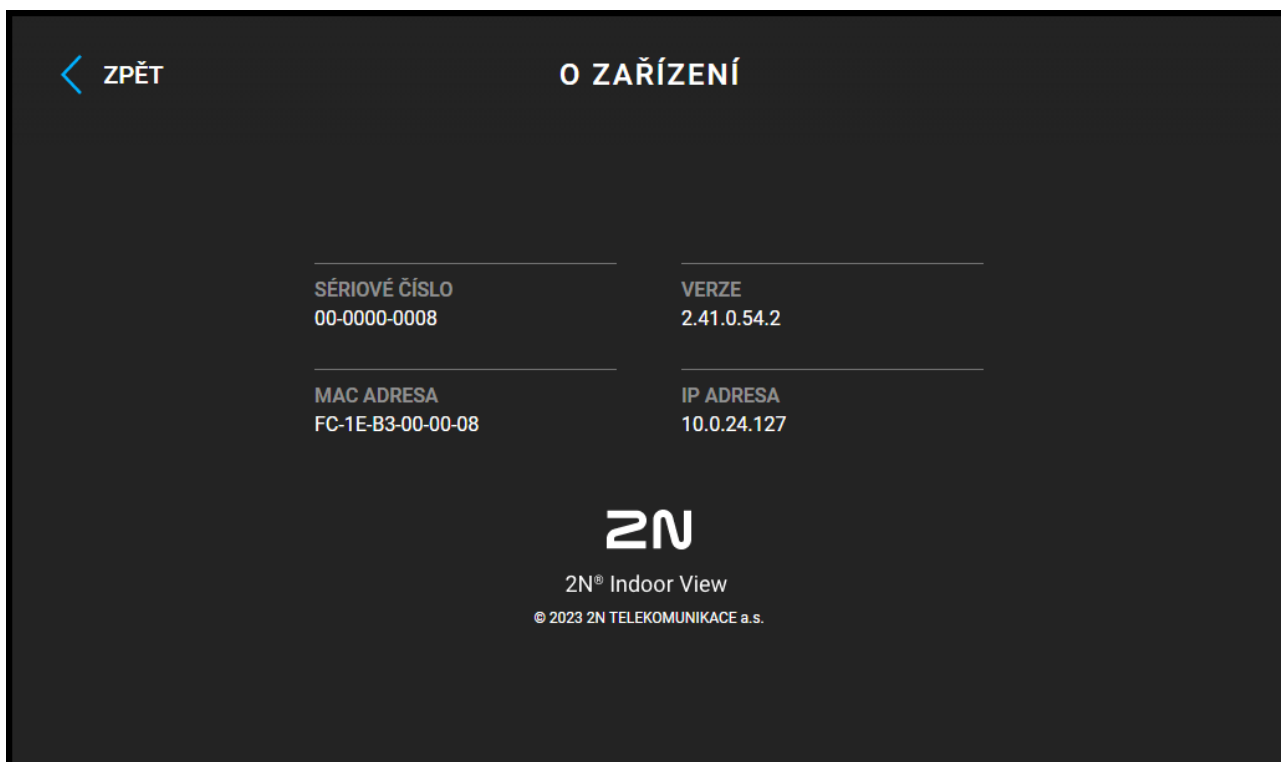 ZPĚT
O ZAŘÍZENÍ
SÉRIOVÉ ČÍSLO
00-0000-0008
VERZE
2.41.0.54.2
MAC ADRESA
FC-1E-B3-00-00-08
IP ADRESA
10.0.24.127
2N
2N® Indoor View
© 2023 2N TELEKOMUNIKACE a.s.